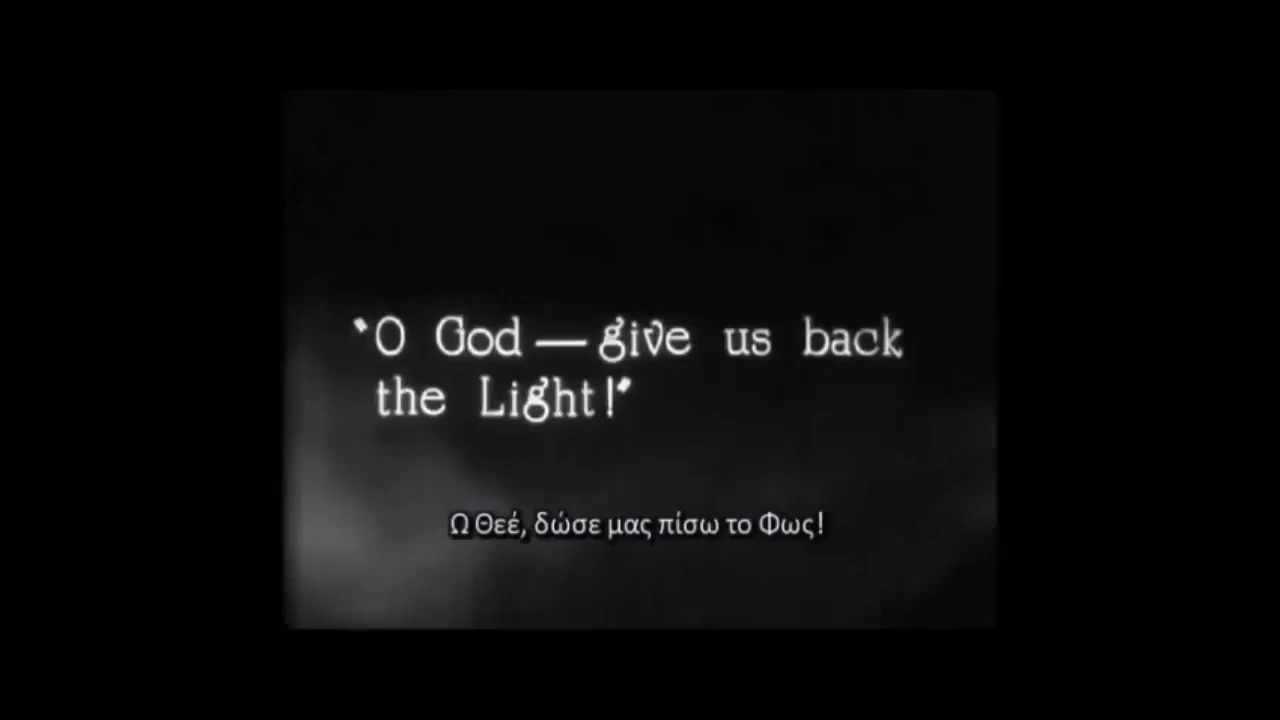 “O God — give us back
the Light!”
Ω Θεέ, δώσε μας πίσω το Φως!